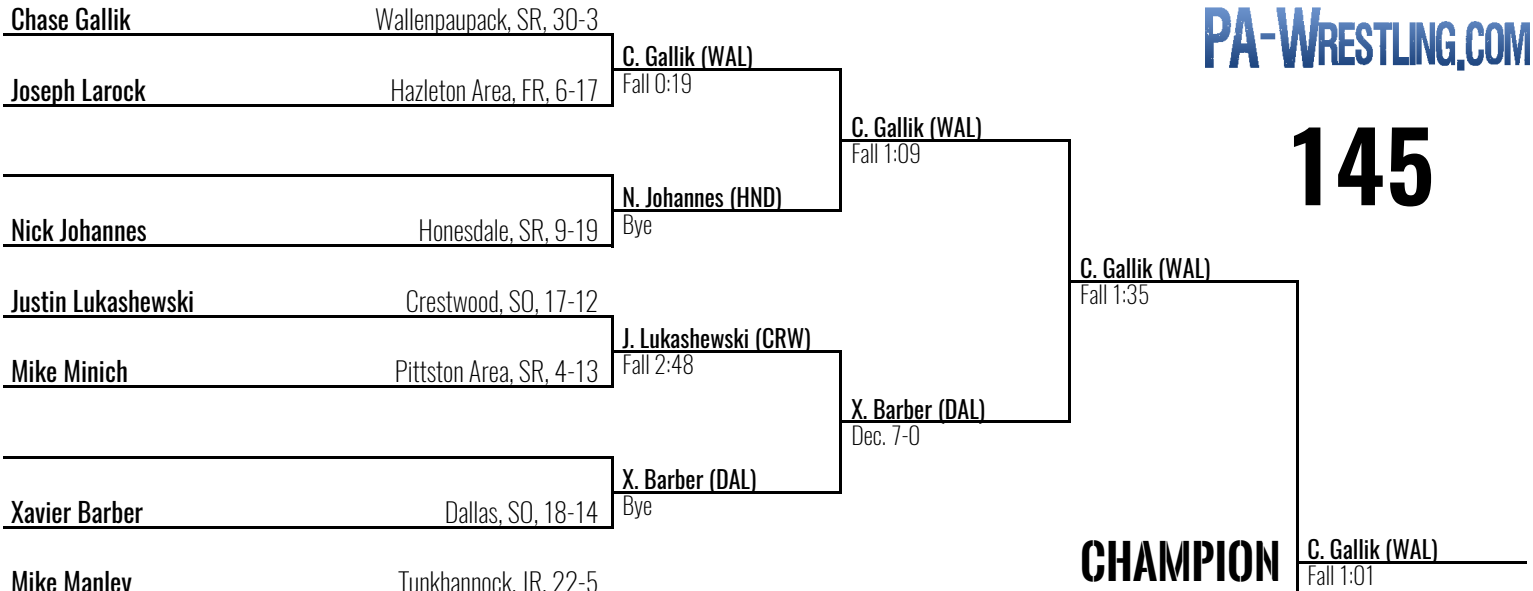 Chase Gallik Wallenpaupack, SR, 30-3
C. Gallik (WAL)
Fall 0:19
Joseph Larock Hazleton Area, FR, 6-17
C. Gallik (WAL)
Fall 1:09
N. Johannes (HND)
Bye
Nick Johannes Honesdale, SR, 9-19
C. Gallik (WAL)
Fall 1:35
Justin Lukashewski Crestwood, SO, 17-12
J. Lukashewski (CRW)
Fall 2:48
Mike Minich Pittston Area, SR, 4-13
X. Barber (DAL)
Dec. 7-0
X. Barber (DAL)
Bye
Xavier Barber Dallas, SO, 18-14
Mike Manley Tunkhannock, JR, 22-5
PA-WRESTLING.COM
145
CHAMPION
C. Gallik (WAL)
Fall 1:01